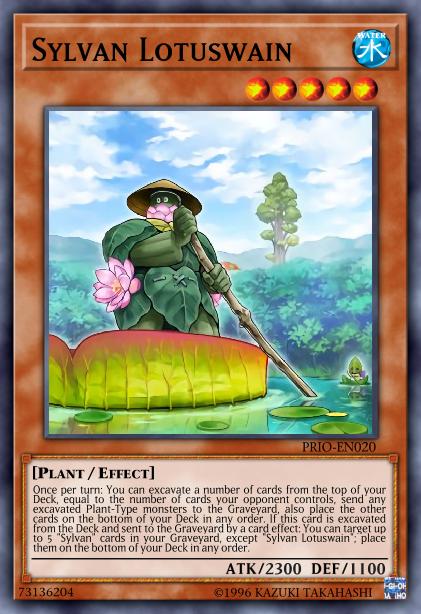 SYLVAN LOTUSWAIN
WATER
水
PRIO-EN020
[PLANT / EFFECT]
Once per turn: You can excavate a number of cards from the top of your
Deck, equal to the number of cards your opponent controls, send any
excavated Plant-Type monsters to the Graveyard, also place the other
cards on the bottom of your Deck in any order. If this card is excavated
from the Deck and sent to the Graveyard by a card effect: You can target up
to 5 "Sylvan" cards in your Graveyard, except "Sylvan Lotuswain"; place
them on the bottom of your Deck in any order.
ATK/2300 DEF/1100
73136204
©1996 KAZUKI TAKAHASHI